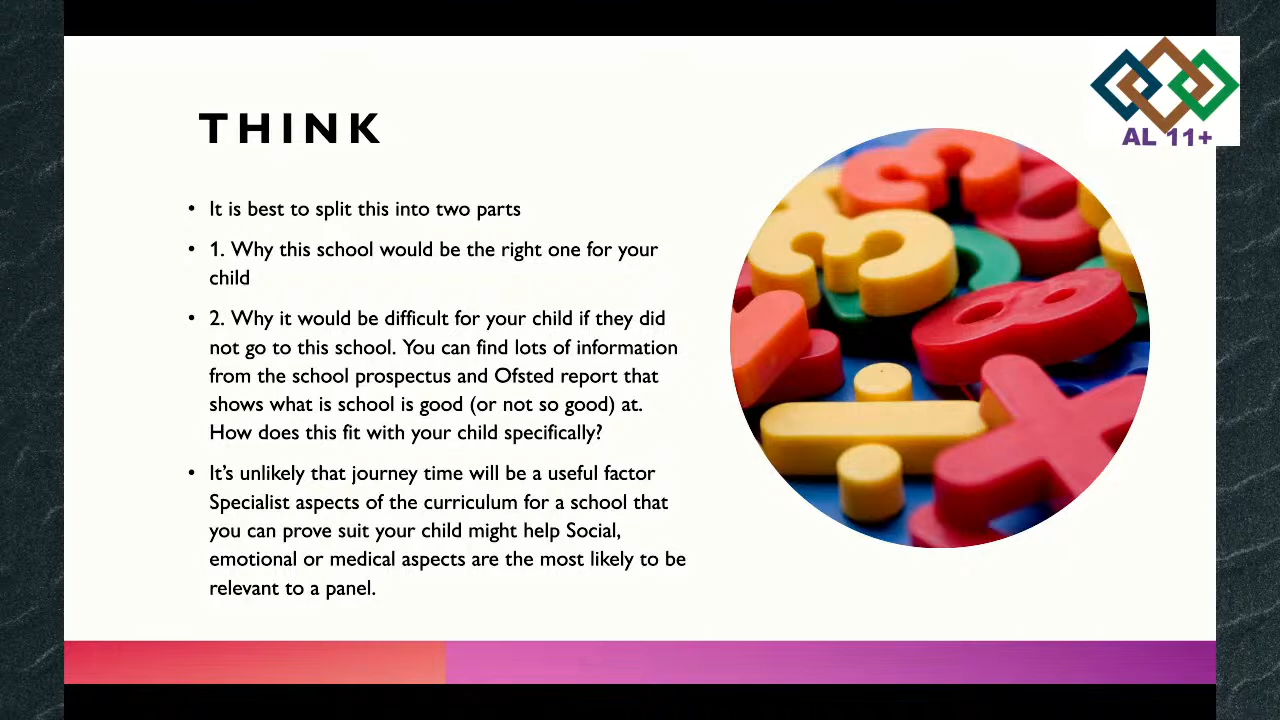 AL 11+
THINK
• It is best to split this into two parts
• 1. Why this school would be the right one for your
child
• 2. Why it would be difficult for your child if they did
not go to this school. You can find lots of information
from the school prospectus and Ofsted report that
shows what is school is good (or not so good) at.
How does this fit with your child specifically?
• It’s unlikely that journey time will be a useful factor
Specialist aspects of the curriculum for a school that
you can prove suit your child might help Social,
emotional or medical aspects are the most likely to be
relevant to a panel.
3
3
8